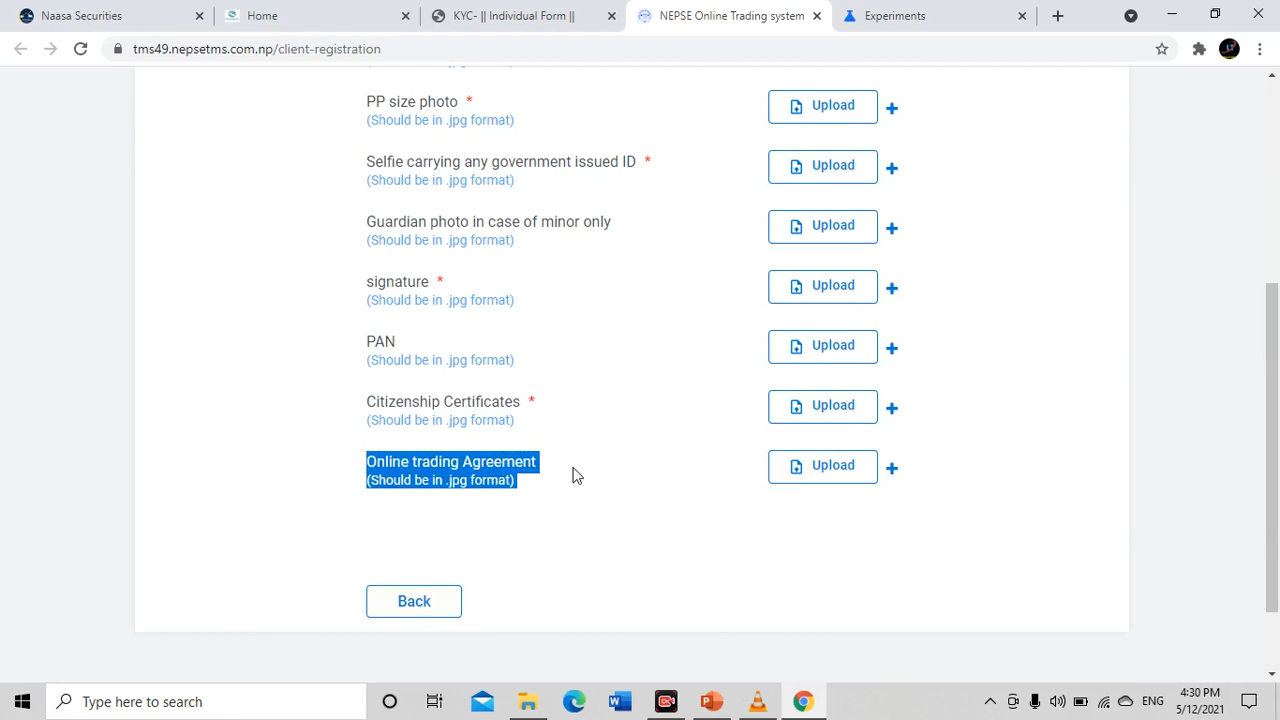 Naasa Securities
Home
KYC- || Individual Form ||
NEPSE Online Trading system
Experiments
tms49.nepsetms.com.np/client-registration
PP size photo *
(Should be in .jpg format)
Upload
Selfie carrying any government issued ID *
(Should be in .jpg format)
Upload
Guardian photo in case of minor only
(Should be in .jpg format)
Upload
signature *
(Should be in .jpg format)
Upload
PAN
(Should be in .jpg format)
Upload
Citizenship Certificates *
(Should be in .jpg format)
Upload
Online trading Agreement
(Should be in .jpg format)
Upload
Back
Type here to search
ENG
4:30 PM
5/12/2021